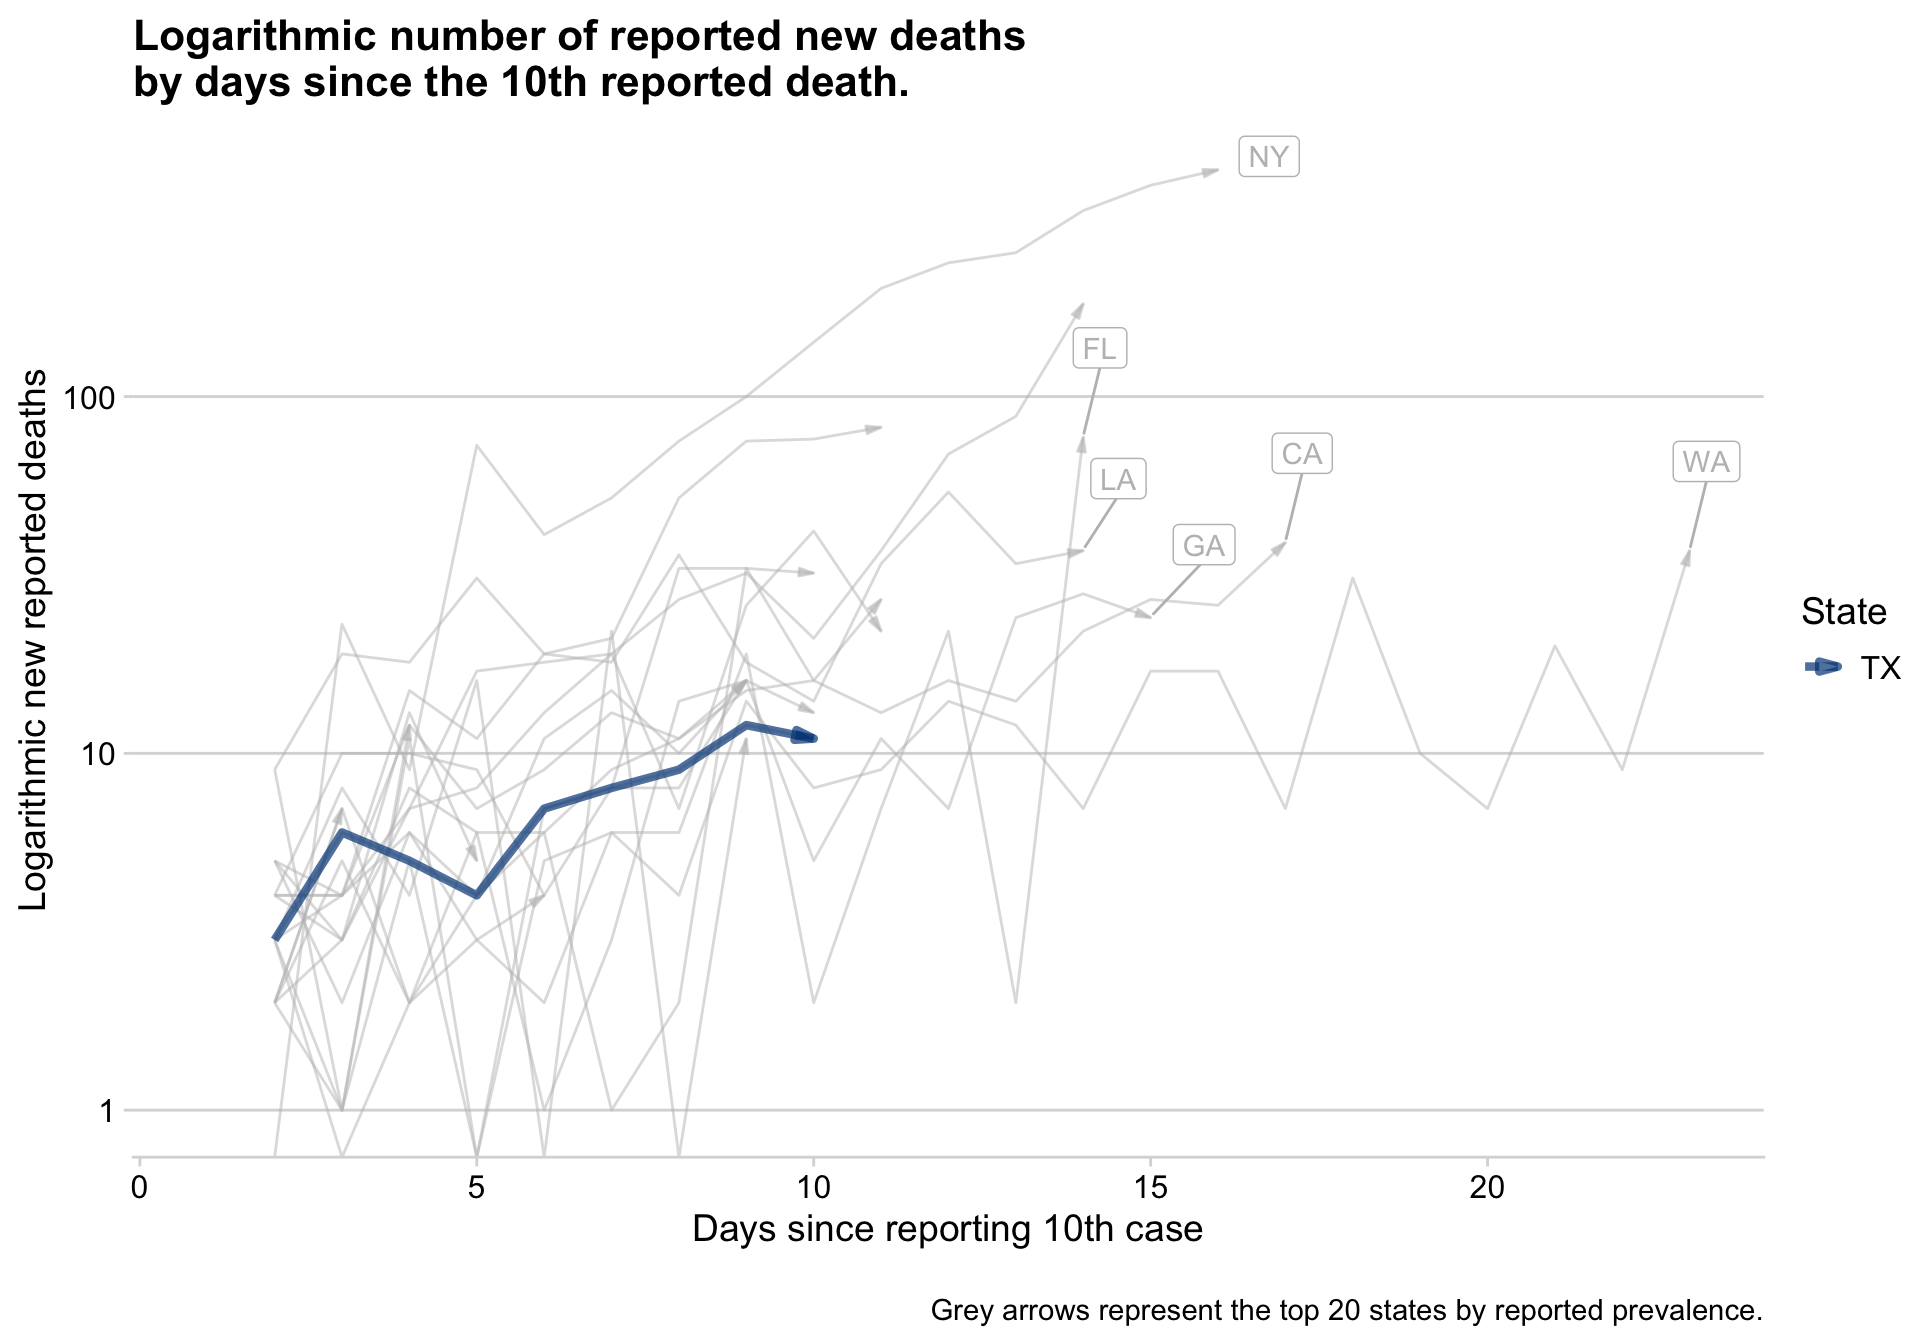 Logarithmic number of reported new deaths
by days since the 10th reported death.
NY
FL
CA
WA
LA
GA
100
10
1
Logarithmic new reported deaths
0 5 10 15 20
Days since reporting 10th case
State
TX
Grey arrows represent the top 20 states by reported prevalence.